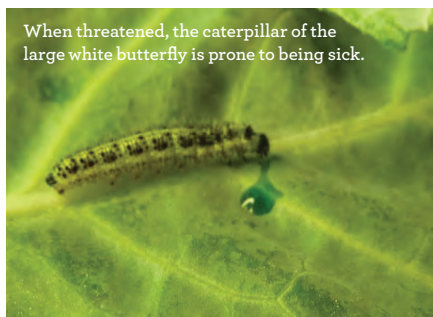 When threatened, the caterpillar of the
large white butterfly is prone to being sick.